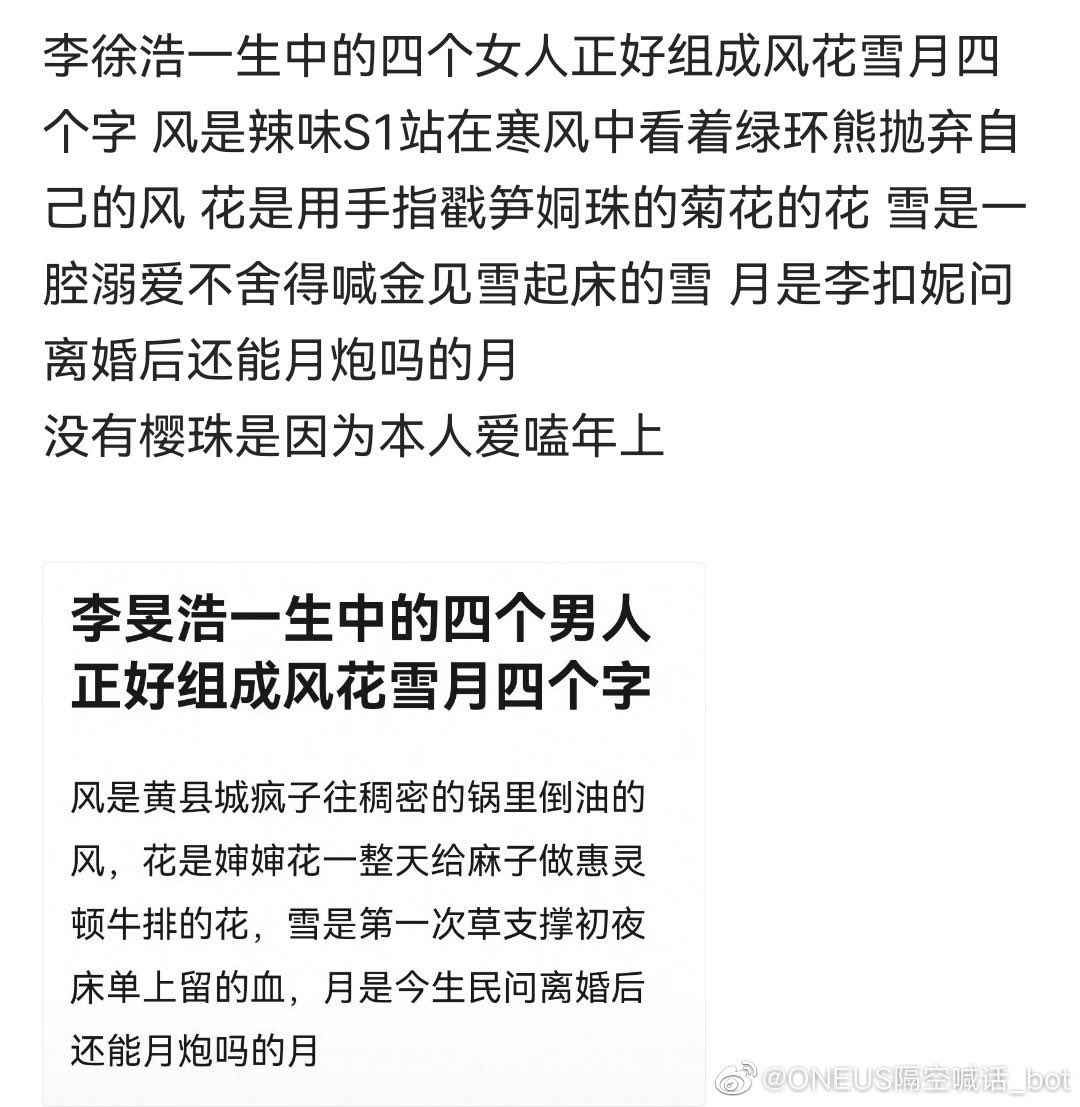 李徐浩一生中的四个女人正好组成风花雪月四
个字 风是辣味S1站在寒风中看着绿环熊抛弃自
己的风 花是用手指戳笋姛珠的菊花的花 雪是一
腔溺爱不舍得喊金见雪起床的雪 月是李扣妮问
离婚后还能月炮吗的月
没有樱珠是因为本人爱嗑年上
李旻浩一生中的四个男人
正好组成风花雪月四个字
风是黄县城疯子往稠密的锅里倒油的
风，花是婶婶花一整天给麻子做惠灵
顿牛排的花，雪是第一次草支撑初夜
床单上留的血，月是今生民问离婚后
还能月炮吗的月
@ONEUS隔空喊话_bot